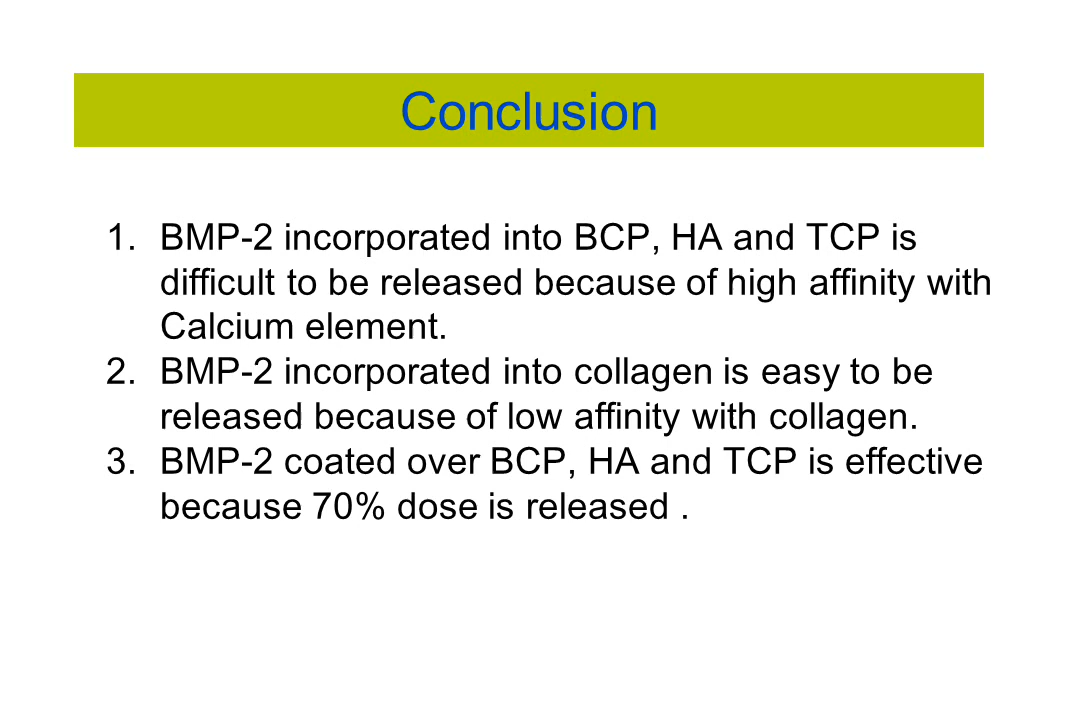 Conclusion
1. BMP-2 incorporated into BCP, HA and TCP is
difficult to be released because of high affinity with
Calcium element.
2. BMP-2 incorporated into collagen is easy to be
released because of low affinity with collagen.
3. BMP-2 coated over BCP, HA and TCP is effective
because 70% dose is released .